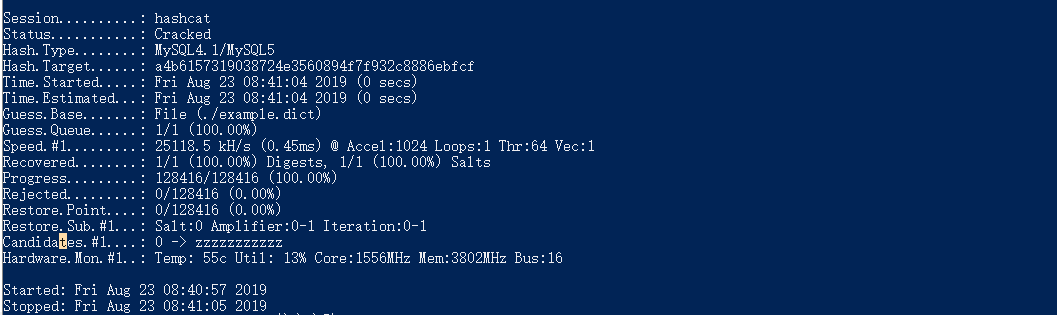 Session..........: hashcat
Status...........: Cracked
Hash.Type........: MySQL4.1/MySQL5
Hash.Target......: a4b6157319038724e3560894f7f932c8886ebfcf
Time.Started.....: Fri Aug 23 08:41:04 2019 (0 secs)
Time.Estimated...: Fri Aug 23 08:41:04 2019 (0 secs)
Guess.Base.......: File (./example.dict)
Guess.Queue......: 1/1 (100.00%)
Speed.#1.........: 25118.5 kH/s (0.45ms) @ Accel:1024 Loops:1 Thr:64 Vec:1
Recovered........: 1/1 (100.00%) Digests, 1/1 (100.00%) Salts
Progress.........: 128416/128416 (100.00%)
Rejected.........: 0/128416 (0.00%)
Restore.Point....: 0/128416 (0.00%)
Restore.Sub.#1...: Salt:0 Amplifier:0-1 Iteration:0-1
Candidates.#1....: 0 -> zzzzzzzzzzz
Hardware.Mon.#1..: Temp: 55c Util: 13% Core:1556MHz Mem:3802MHz Bus:16
Started: Fri Aug 23 08:40:57 2019
Stopped: Fri Aug 23 08:41:05 2019